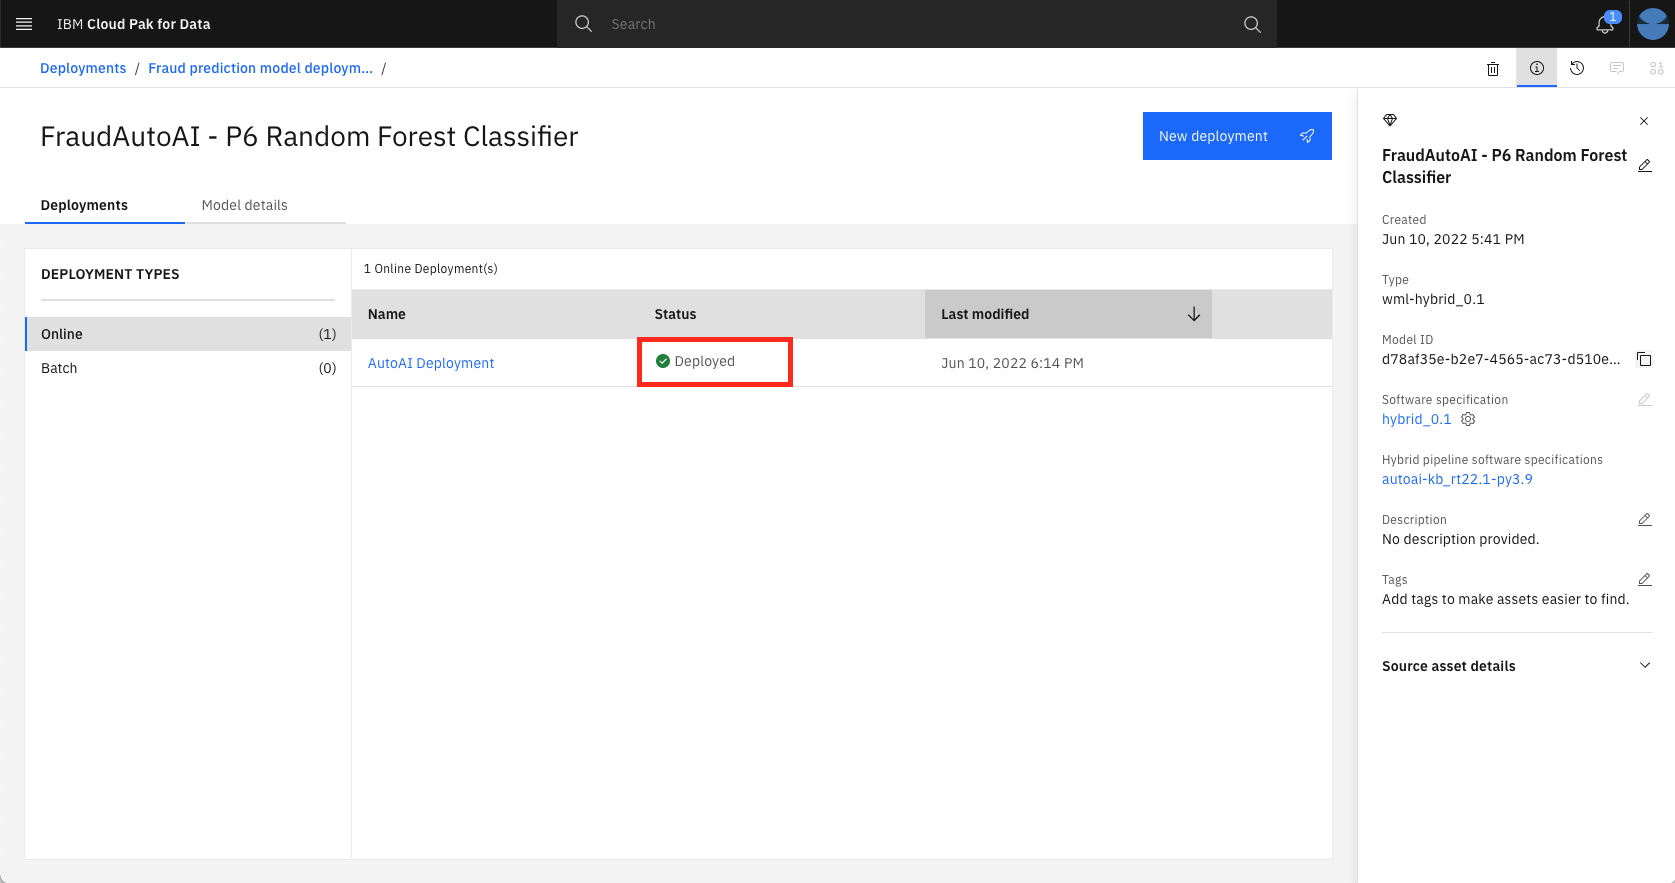 IBM Cloud Pak for Data
Search
1
Deployments / Fraud prediction model deploym... /
FraudAutoAI - P6 Random Forest Classifier
New deployment
Deployments
Model details
DEPLOYMENT TYPES
Online (1)
Batch (0)
1 Online Deployment(s)
Name Status Last modified
AutoAI Deployment Deployed Jun 10, 2022 6:14 PM
FraudAutoAI - P6 Random Forest
Classifier
Created
Jun 10, 2022 5:41 PM
Type
wml-hybrid_0.1
Model ID
d78af35e-b2e7-4565-ac73-d510e...
Software specification
hybrid_0.1
Hybrid pipeline software specifications
autoai-kb_rt22.1-py3.9
Description
No description provided.
Tags
Add tags to make assets easier to find.
Source asset details